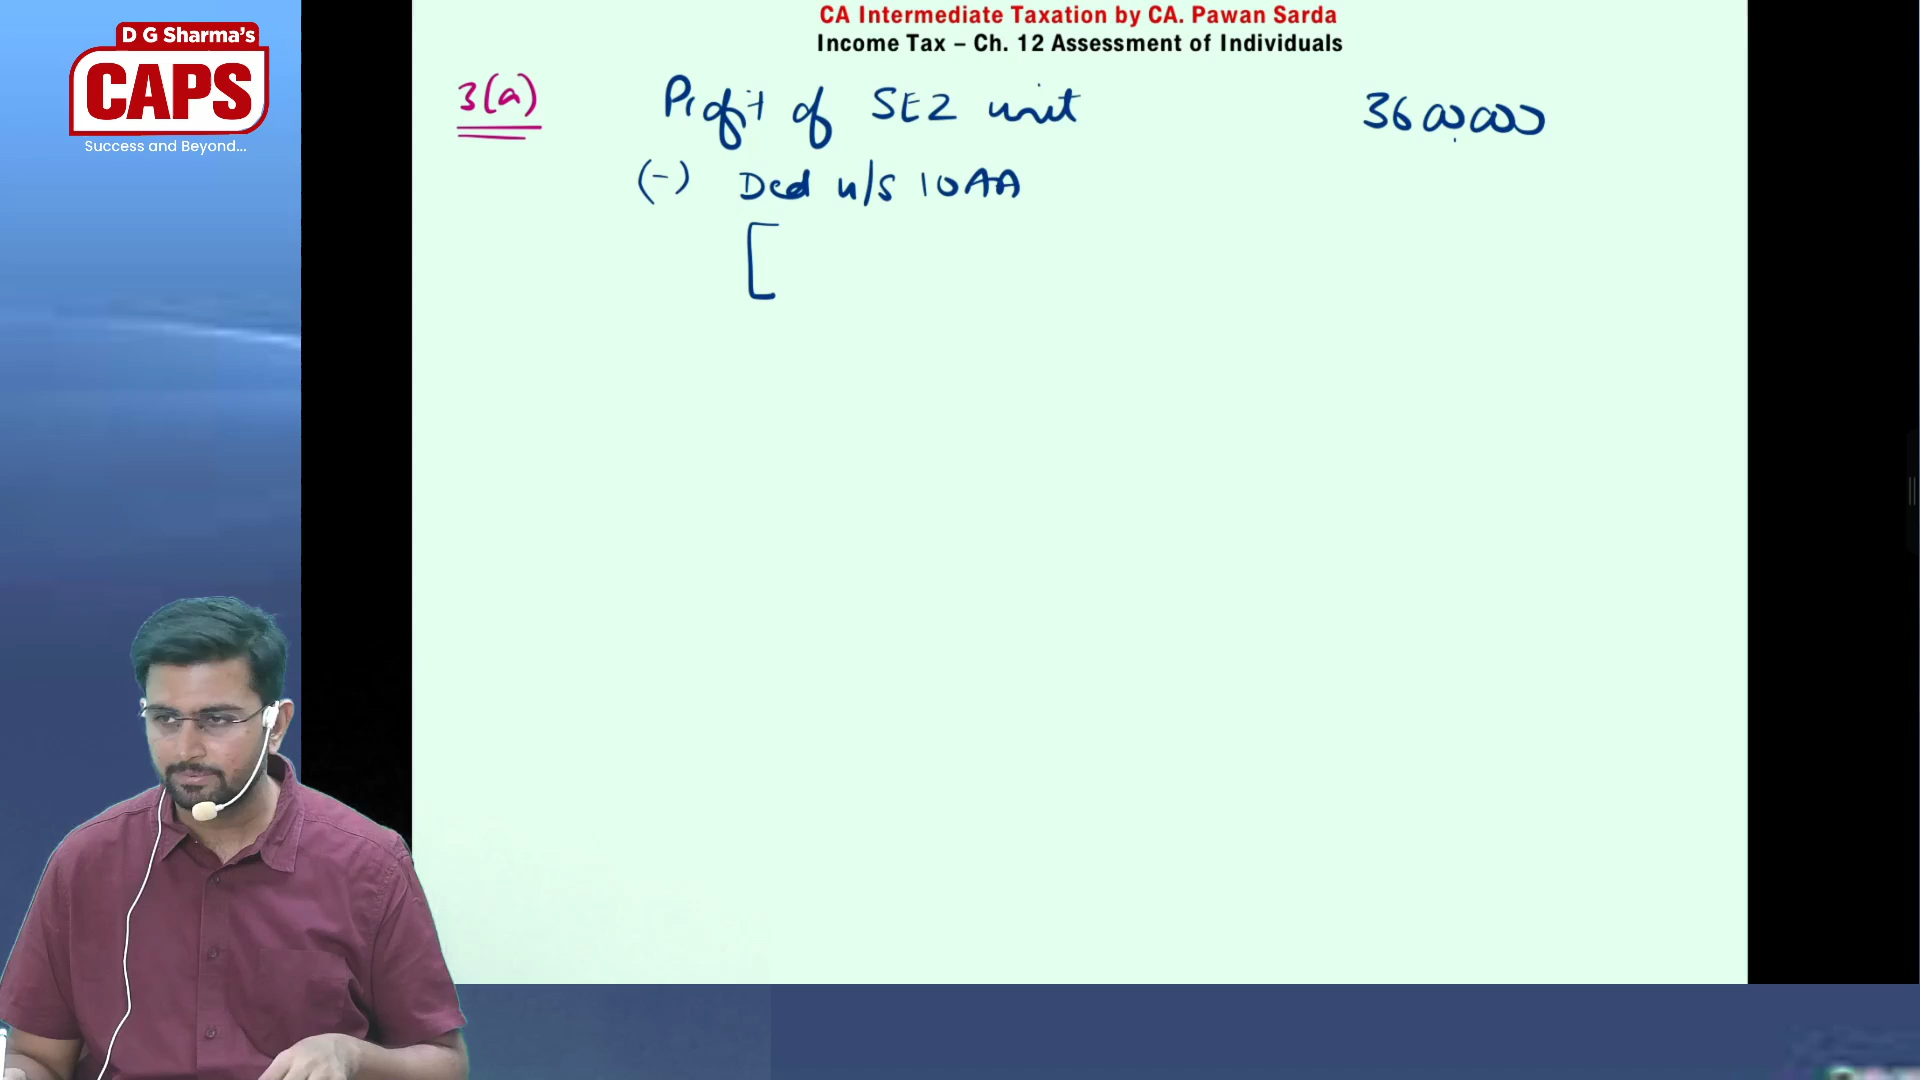 D G Sharma's
CAPS
Success and Beyond...
CA Intermediate Taxation by CA. Pawan Sarda
Income Tax – Ch. 12 Assessment of Individuals
3(a) Profit of SEZ unit 3600000
(-) Ded u/s 10AA
[